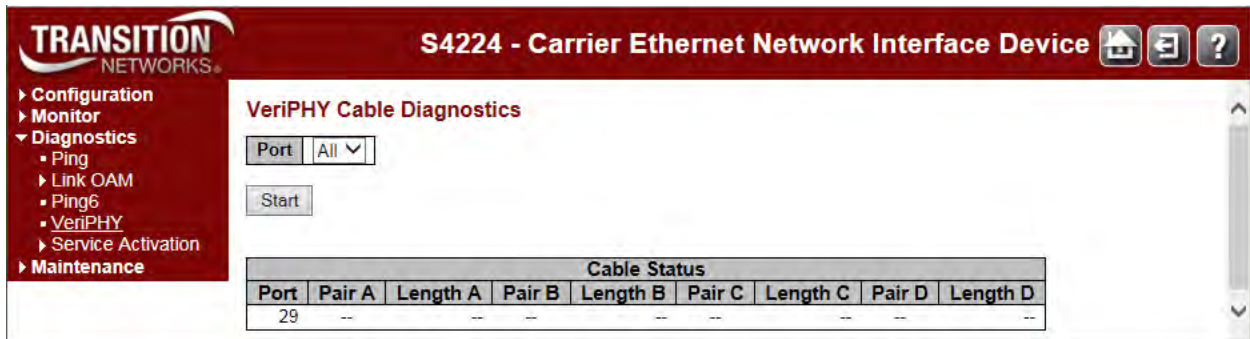 TRANSITION
NETWORKS®
S4224 - Carrier Ethernet Network Interface Device
?
Configuration
Monitor
Diagnostics
Ping
Link OAM
Ping6
VeriPHY
Service Activation
Maintenance
VeriPHY Cable Diagnostics
Port All
Start
Cable Status
Port Pair A Length A Pair B Length B Pair C Length C Pair D Length D
29 -- -- -- -- -- -- -- --